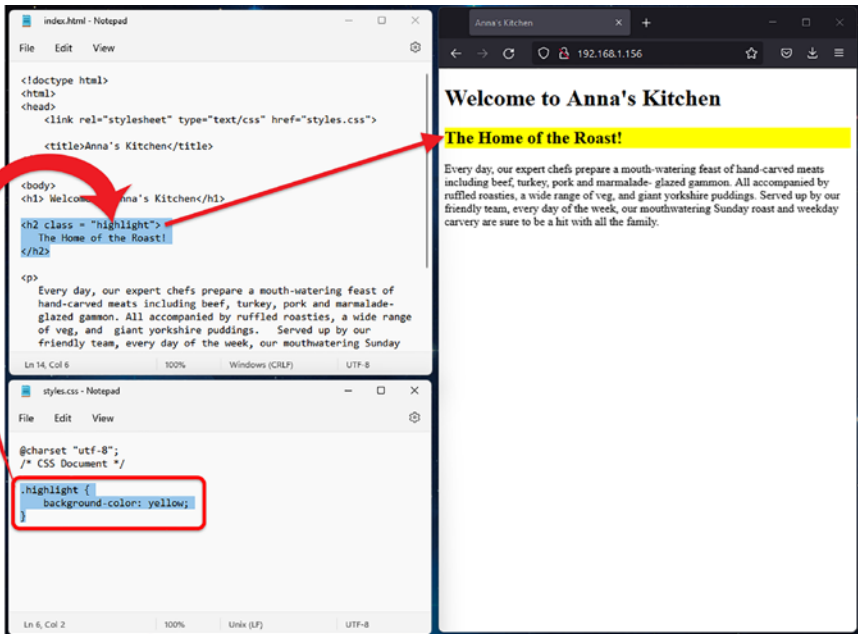 index.html - Notepad
File Edit View
<!doctype html>
<html>
<head>
<link rel="stylesheet" type="text/css" href="styles.css">
<title>Anna's Kitchen</title>
<body>
<h1> Welcome Anna's Kitchen</h1>
<h2 class = "highlight">
The Home of the Roast!
</h2>
<p>
Every day, our expert chefs prepare a mouth-watering feast of
hand-carved meats including beef, turkey, pork and marmalade-
glazed gammon. All accompanied by ruffled roasties, a wide range
of veg, and giant yorkshire puddings. Served up by our
friendly team, every day of the week, our mouthwatering Sunday
Ln 14, Col 6 100% Windows (CRLF) UTF-8
styles.css - Notepad
File Edit View
@charset "utf-8";
/* CSS Document */
.highlight {
background-color: yellow;
}
Ln 6, Col 2 100% Unix (LF) UTF-8
Anna's Kitchen
192.168.1.156
Welcome to Anna's Kitchen
The Home of the Roast!
Every day, our expert chefs prepare a mouth-watering feast of hand-carved meats
including beef, turkey, pork and marmalade- glazed gammon. All accompanied by
ruffled roasties, a wide range of veg, and giant yorkshire puddings. Served up by our
friendly team, every day of the week, our mouthwatering Sunday roast and weekday
carvery are sure to be a hit with all the family.